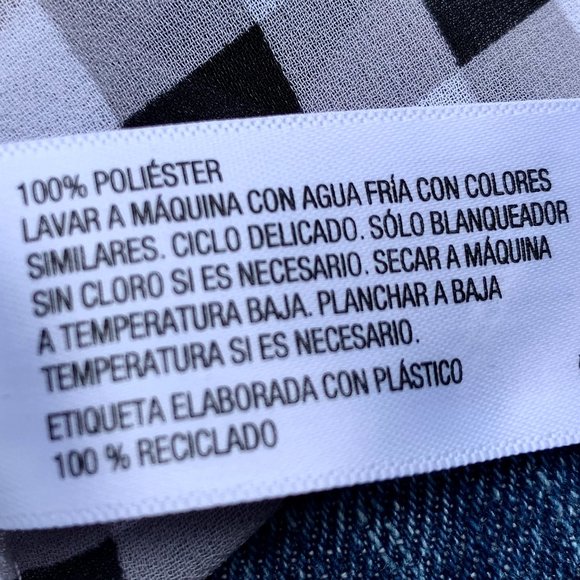 100% POLIÉSTER
LAVAR A MÁQUINA CON AGUA FRÍA CON COLORES
SIMILARES. CICLO DELICADO. SÓLO BLANQUEADOR
SIN CLORO SI ES NECESARIO. SECAR A MÁQUINA
A TEMPERATURA BAJA. PLANCHAR A BAJA
TEMPERATURA SI ES NECESARIO.
ETIQUETA ELABORADA CON PLÁSTICO
100 % RECICLADO